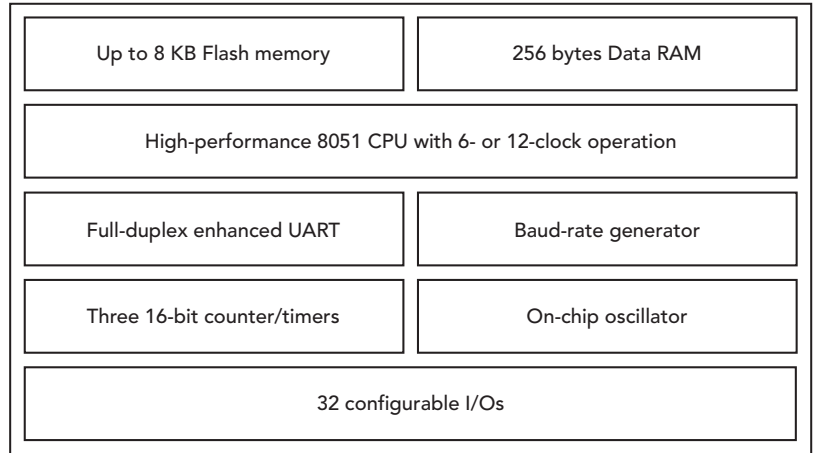 Up to 8 KB Flash memory
256 bytes Data RAM
High-performance 8051 CPU with 6- or 12-clock operation
Full-duplex enhanced UART
Baud-rate generator
Three 16-bit counter/timers
On-chip oscillator
32 configurable I/Os